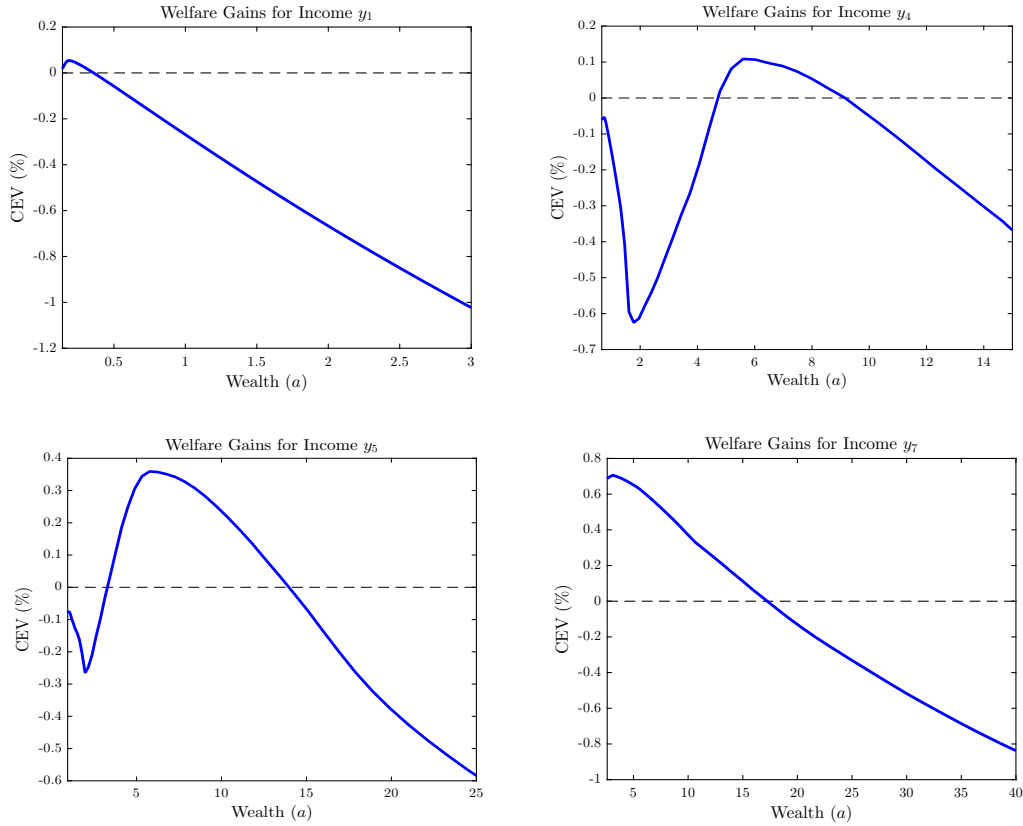 Welfare Gains for Income y₁
0.2
0
-0.2
-0.4
-0.6
-0.8
-1
-1.2
CEV (%)
0.5 1 1.5 2 2.5 3
Wealth (a)
Welfare Gains for Income y₄
0.2
0.1
0
-0.1
-0.2
-0.3
-0.4
-0.5
-0.6
-0.7
CEV (%)
2 4 6 8 10 12 14
Wealth (a)
Welfare Gains for Income y₅
0.4
0.3
0.2
0.1
0
-0.1
-0.2
-0.3
-0.4
-0.5
-0.6
CEV (%)
5 10 15 20 25
Wealth (a)
Welfare Gains for Income y₇
0.8
0.6
0.4
0.2
0
-0.2
-0.4
-0.6
-0.8
-1
CEV (%)
5 10 15 20 25 30 35 40
Wealth (a)